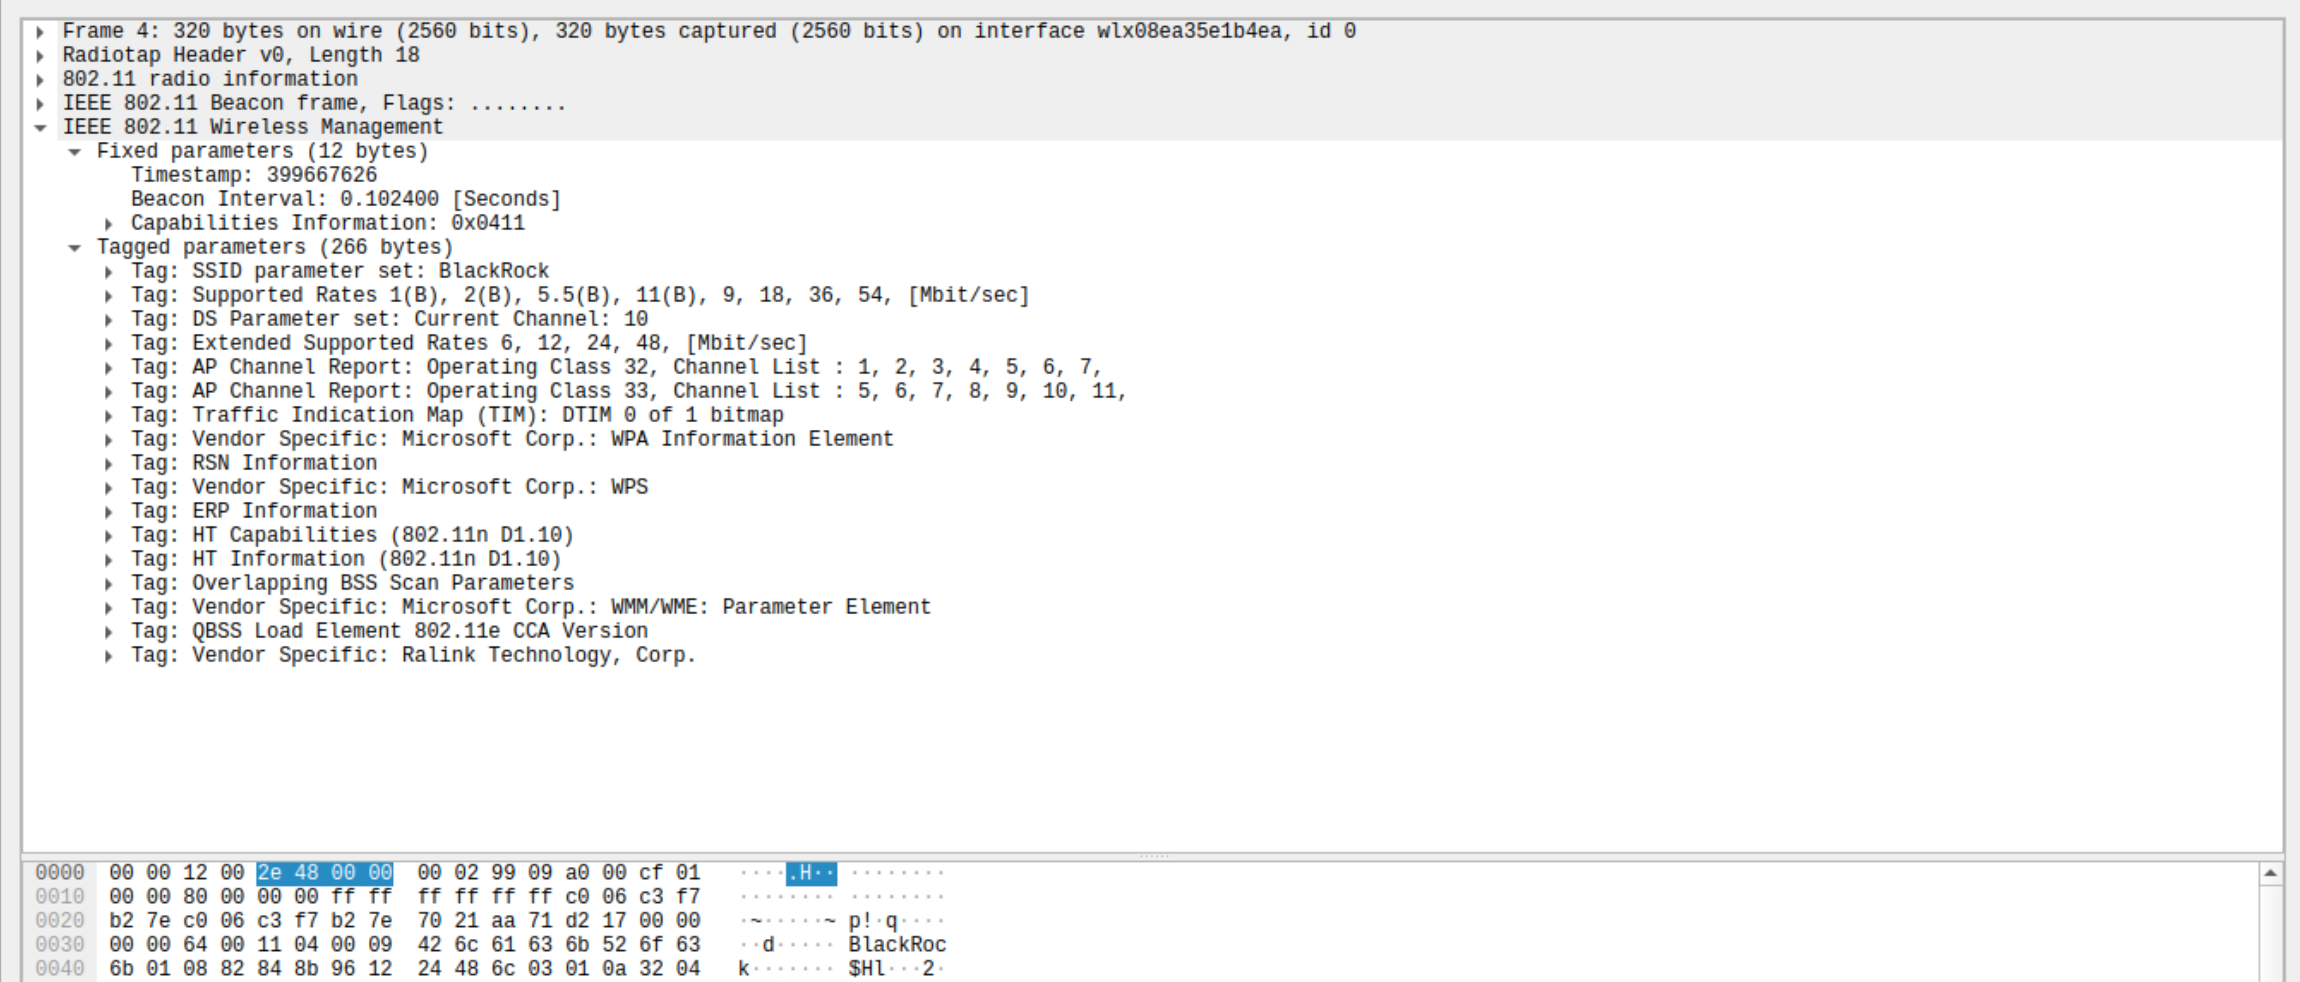 Frame 4: 320 bytes on wire (2560 bits), 320 bytes captured (2560 bits) on interface wlx08ea35e1b4ea, id 0
Radiotap Header v0, Length 18
802.11 radio information
IEEE 802.11 Beacon frame, Flags: ........
IEEE 802.11 Wireless Management
Fixed parameters (12 bytes)
Timestamp: 399667626
Beacon Interval: 0.102400 [Seconds]
Capabilities Information: 0x0411
Tagged parameters (266 bytes)
Tag: SSID parameter set: BlackRock
Tag: Supported Rates 1(B), 2(B), 5.5(B), 11(B), 9, 18, 36, 54, [Mbit/sec]
Tag: DS Parameter set: Current Channel: 10
Tag: Extended Supported Rates 6, 12, 24, 48, [Mbit/sec]
Tag: AP Channel Report: Operating Class 32, Channel List : 1, 2, 3, 4, 5, 6, 7,
Tag: AP Channel Report: Operating Class 33, Channel List : 5, 6, 7, 8, 9, 10, 11,
Tag: Traffic Indication Map (TIM): DTIM 0 of 1 bitmap
Tag: Vendor Specific: Microsoft Corp.: WPA Information Element
Tag: RSN Information
Tag: Vendor Specific: Microsoft Corp.: WPS
Tag: ERP Information
Tag: HT Capabilities (802.11n D1.10)
Tag: HT Information (802.11n D1.10)
Tag: Overlapping BSS Scan Parameters
Tag: Vendor Specific: Microsoft Corp.: WMM/WME: Parameter Element
Tag: QBSS Load Element 802.11e CCA Version
Tag: Vendor Specific: Ralink Technology, Corp.
0000 00 00 12 00 2e 48 00 00 00 02 99 09 a0 00 cf 01 ····.H·· ········
0010 00 00 80 00 00 00 ff ff ff ff ff ff c0 06 c3 f7 ········ ········
0020 b2 7e c0 06 c3 f7 b2 7e 70 21 aa 71 d2 17 00 00 ·~·····~ p!·q····
0030 00 00 64 00 11 04 00 09 42 6c 61 63 6b 52 6f 63 ··d····· BlackRoc
0040 6b 01 08 82 84 8b 96 12 24 48 6c 03 01 0a 32 04 k······· $Hl···2·